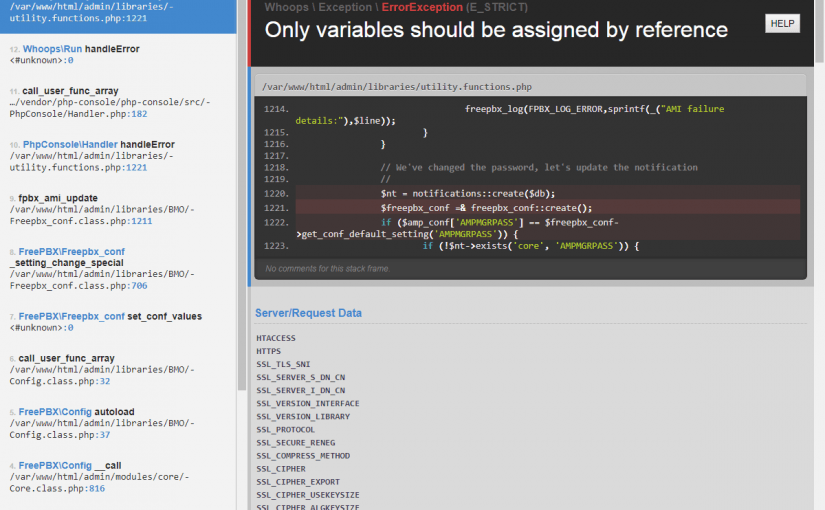 /var/www/html/admin/libraries/-
utility.functions.php:1221
12. Whoops\Run handleError
<#unknown>:0
11. call_user_func_array
…/vendor/php-console/php-console/src/-
PhpConsole/Handler.php:182
10. PhpConsole\Handler handleError
/var/www/html/admin/libraries/-
utility.functions.php:1221
9. fpbx_ami_update
/var/www/html/admin/libraries/BMO/-
Freepbx_conf.class.php:1211
8. FreePBX\Freepbx_conf
_setting_change_special
/var/www/html/admin/libraries/BMO/-
Freepbx_conf.class.php:706
7. FreePBX\Freepbx_conf set_conf_values
<#unknown>:0
6. call_user_func_array
/var/www/html/admin/libraries/BMO/-
Config.class.php:32
5. FreePBX\Config autoload
/var/www/html/admin/libraries/BMO/-
Config.class.php:37
4. FreePBX\Config __call
/var/www/html/admin/modules/core/-
Core.class.php:816
Whoops \ Exception \ ErrorException (E_STRICT)
Only variables should be assigned by reference
HELP
/var/www/html/admin/libraries/utility.functions.php
1214. freepbx_log(FPBX_LOG_ERROR,sprintf(_("AMI failure
details:"),$line));
1215. }
1216. }
1217.
1218. // We've changed the password, let's update the notification
1219. //
1220. $nt = notifications::create($db);
1221. $freepbx_conf =& freepbx_conf::create();
1222. if ($amp_conf['AMPMGRPASS'] == $freepbx_conf-
>get_conf_default_setting('AMPMGRPASS')) {
1223. if (!$nt->exists('core', 'AMPMGRPASS')) {
No comments for this stack frame.
Server/Request Data
HTACCESS
HTTPS
SSL_TLS_SNI
SSL_SERVER_S_DN_CN
SSL_SERVER_I_DN_CN
SSL_VERSION_INTERFACE
SSL_VERSION_LIBRARY
SSL_PROTOCOL
SSL_SECURE_RENEG
SSL_COMPRESS_METHOD
SSL_CIPHER
SSL_CIPHER_EXPORT
SSL_CIPHER_USEKEYSIZE
SSL_CIPHER_ALGKEYSIZE